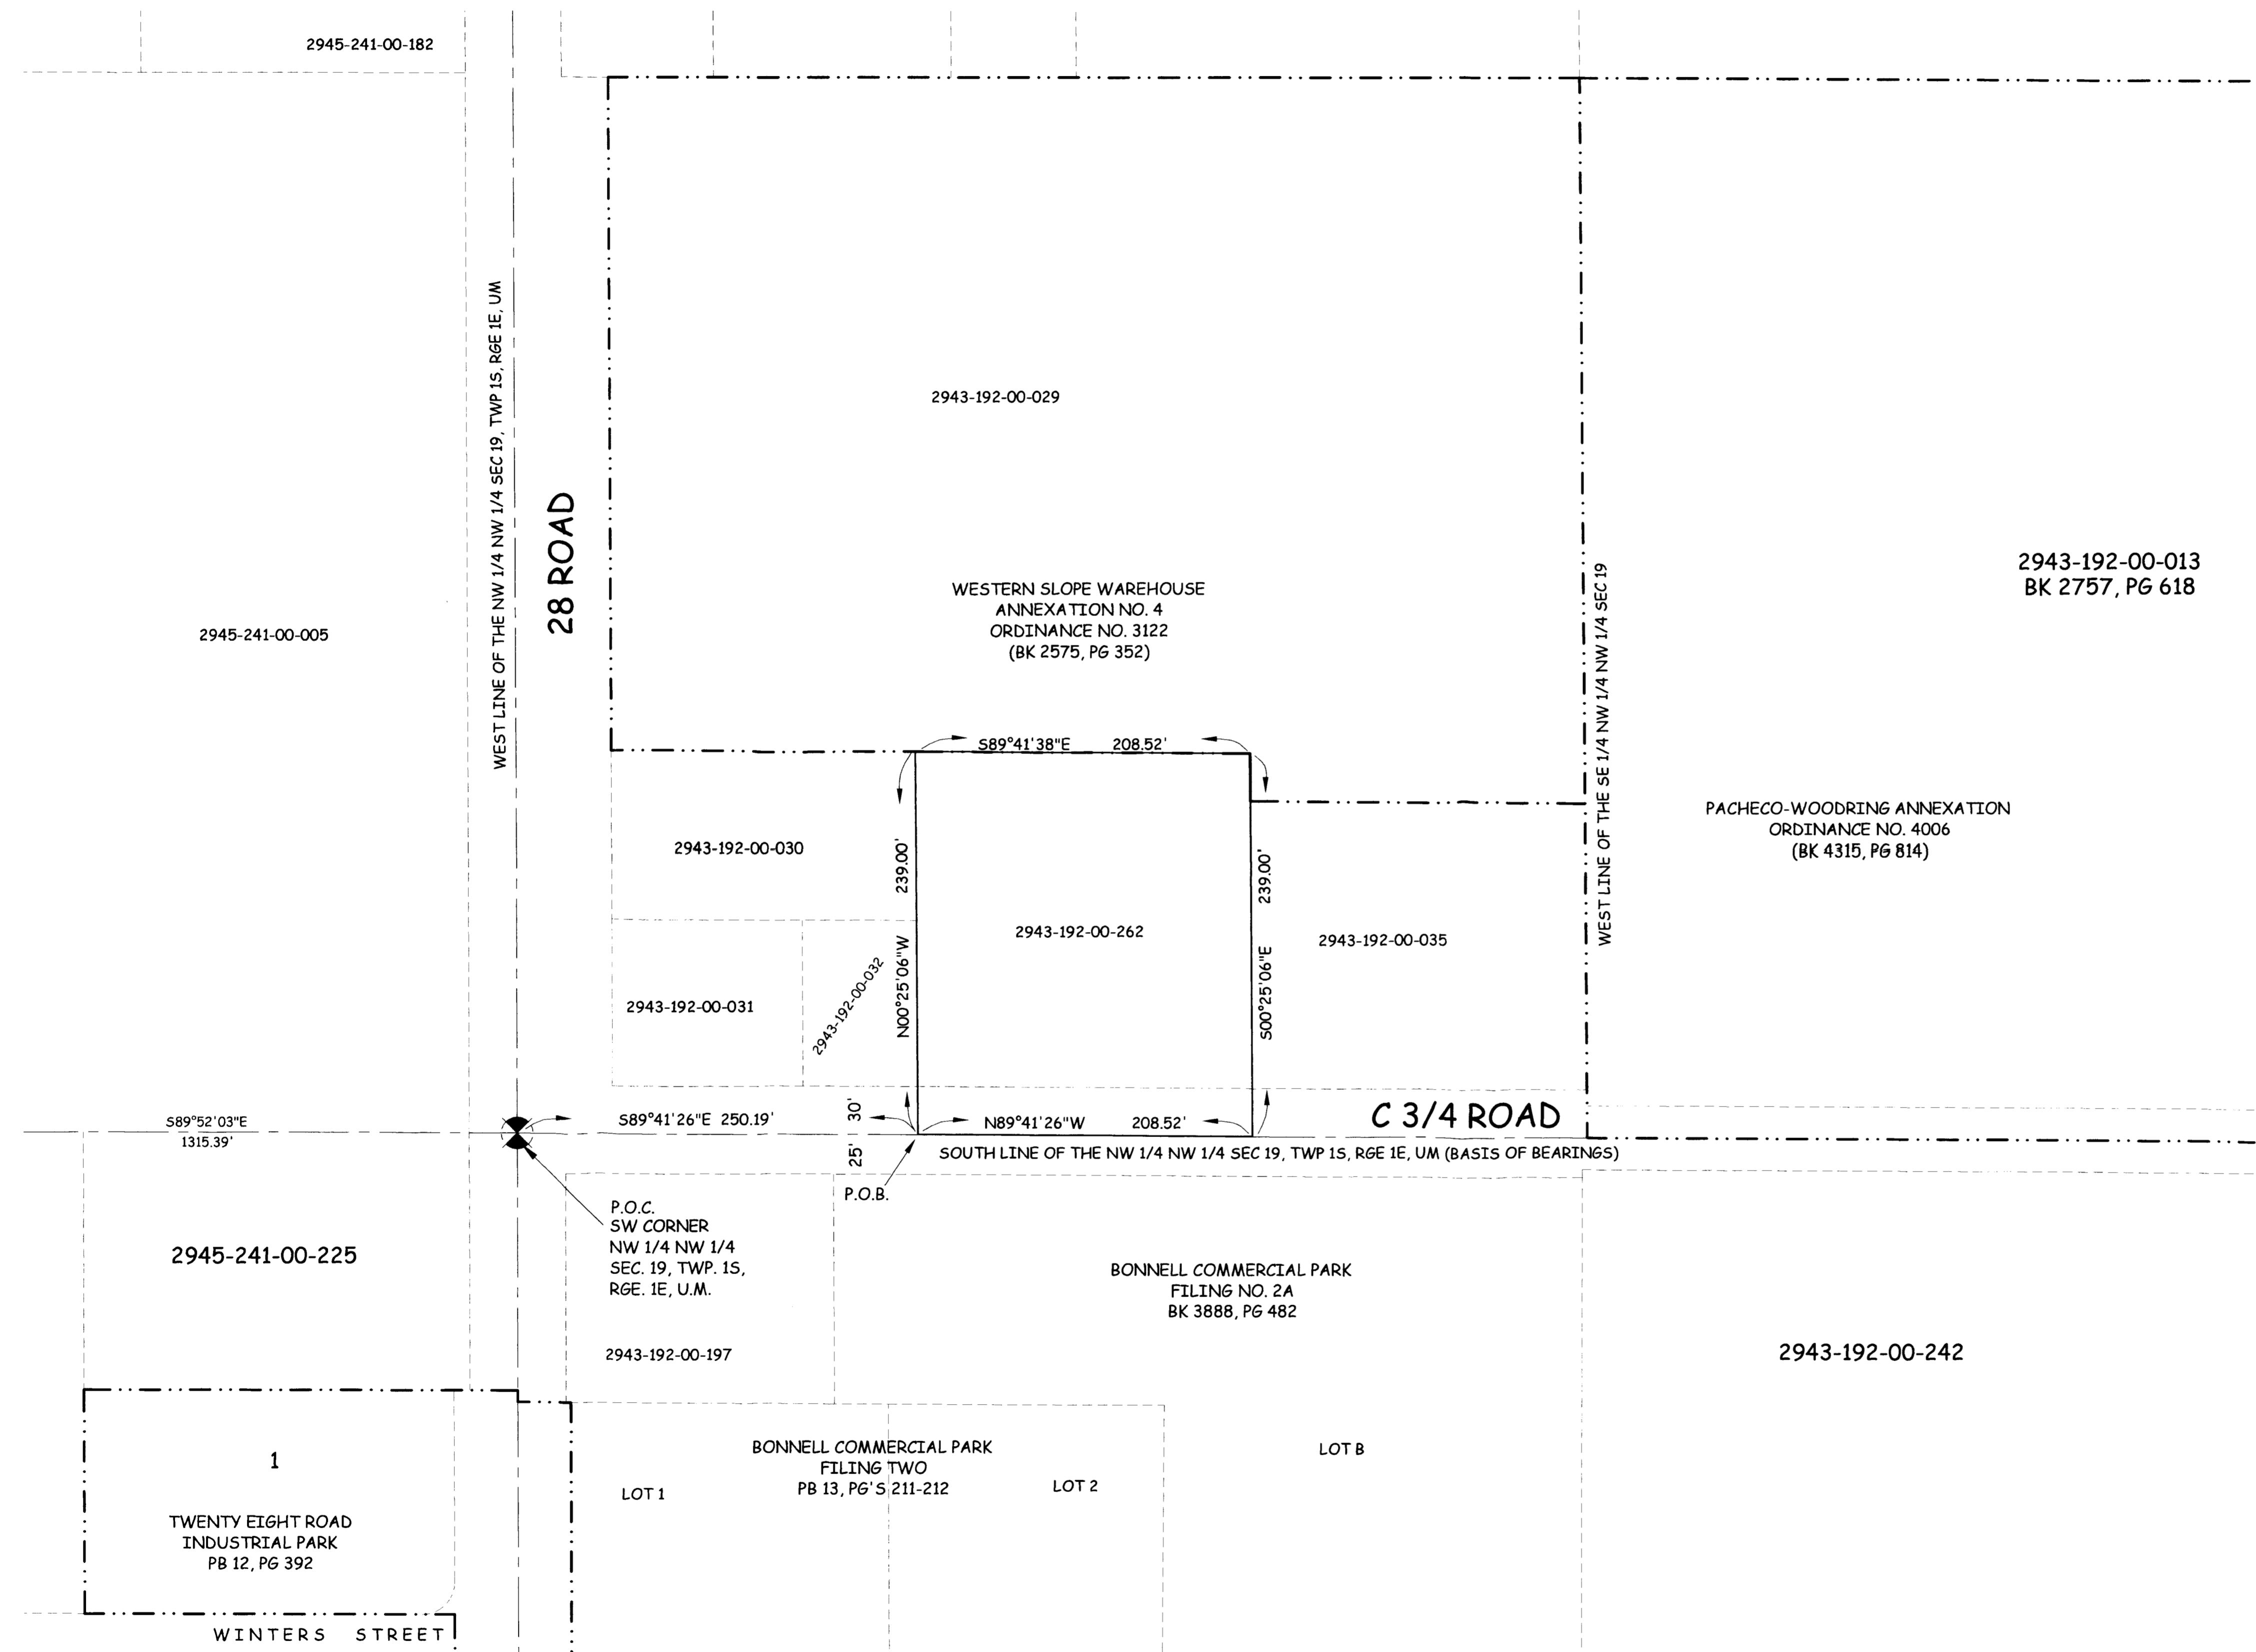 2945-241-00-182
WEST LINE OF THE NW 1/4 NW 1/4 SEC 19, TWP 1S, RGE 1E, UM
28 ROAD
2945-241-00-005
2943-192-00-029
WESTERN SLOPE WAREHOUSE
ANNEXATION NO. 4
ORDINANCE NO. 3122
(BK 2575, PG 352)
WEST LINE OF THE SE 1/4 NW 1/4 NW 1/4 SEC 19
2943-192-00-013
BK 2757, PG 618
PACHECO-WOODRING ANNEXATION
ORDINANCE NO. 4006
(BK 4315, PG 814)
S89°41'38"E 208.52'
2943-192-00-030
239.00'
N00°25'06"W
2943-192-00-262
239.00'
S00°25'06"E
2943-192-00-035
2943-192-00-031
2943-192-00-032
S89°52'03"E
1315.39'
S89°41'26"E 250.19'
30'
25'
N89°41'26"W 208.52'
C 3/4 ROAD
SOUTH LINE OF THE NW 1/4 NW 1/4 SEC 19, TWP 1S, RGE 1E, UM (BASIS OF BEARINGS)
P.O.B.
P.O.C.
SW CORNER
NW 1/4 NW 1/4
SEC. 19, TWP. 1S,
RGE. 1E, U.M.
2945-241-00-225
BONNELL COMMERCIAL PARK
FILING NO. 2A
BK 3888, PG 482
2943-192-00-197
2943-192-00-242
1
TWENTY EIGHT ROAD
INDUSTRIAL PARK
PB 12, PG 392
BONNELL COMMERCIAL PARK
FILING TWO
PB 13, PG'S 211-212
LOT 1
LOT 2
LOT B
WINTERS STREET